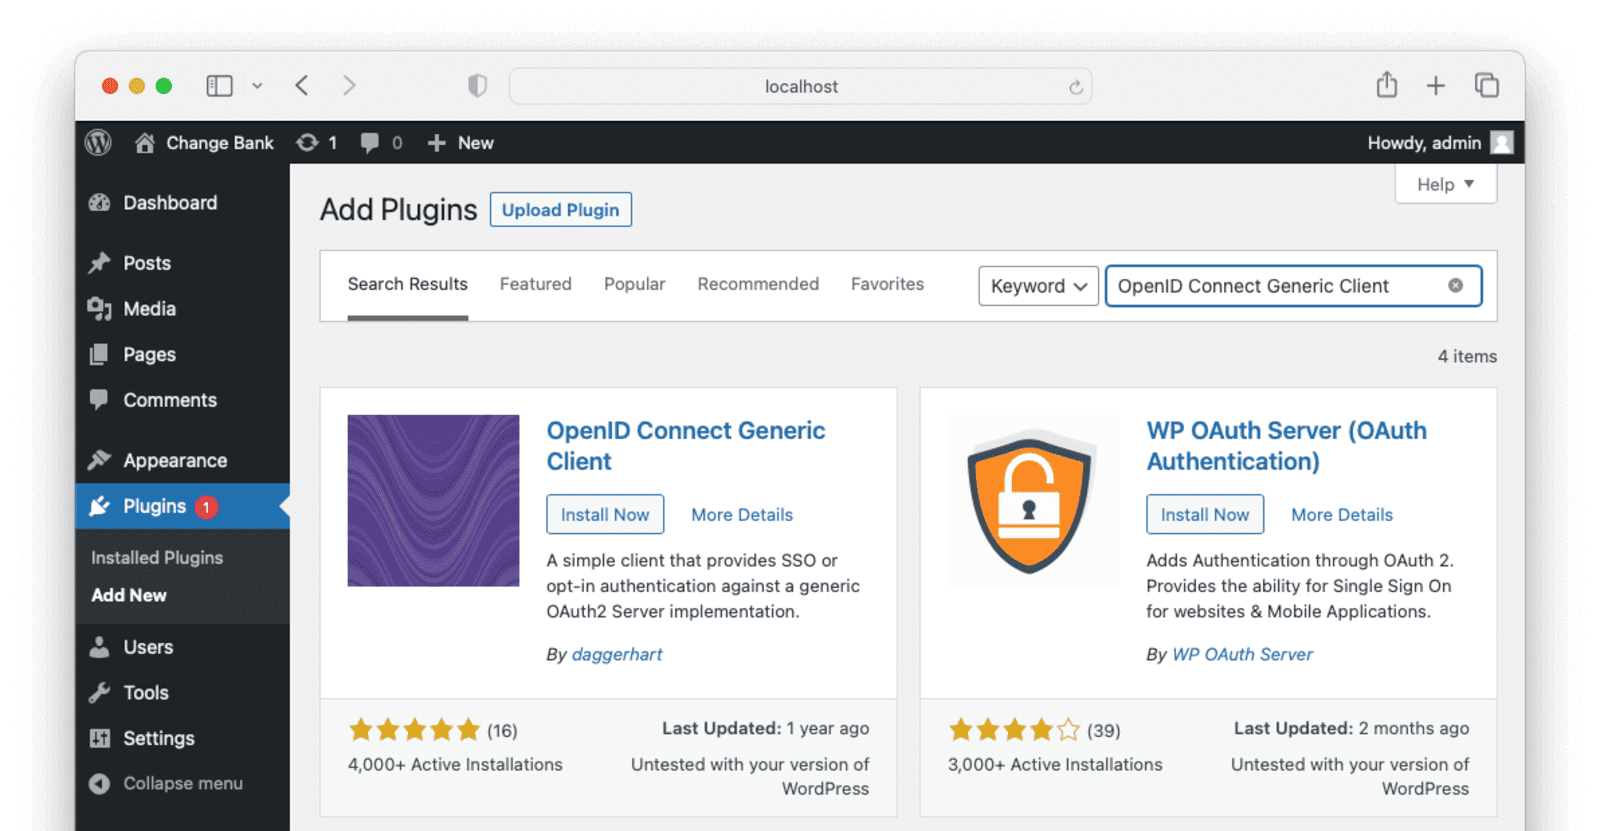 localhost
Change Bank 1 0 New Howdy, admin
Help
Dashboard
Posts
Media
Pages
Comments
Appearance
Plugins 1
Installed Plugins
Add New
Users
Tools
Settings
Collapse menu
Add Plugins Upload Plugin
Search Results Featured Popular Recommended Favorites Keyword OpenID Connect Generic Client
4 items
OpenID Connect Generic
Client
Install Now More Details
A simple client that provides SSO or
opt-in authentication against a generic
OAuth2 Server implementation.
By daggerhart
(16)
4,000+ Active Installations
Last Updated: 1 year ago
Untested with your version of
WordPress
WP OAuth Server (OAuth
Authentication)
Install Now More Details
Adds Authentication through OAuth 2.
Provides the ability for Single Sign On
for websites & Mobile Applications.
By WP OAuth Server
(39)
3,000+ Active Installations
Last Updated: 2 months ago
Untested with your version of
WordPress